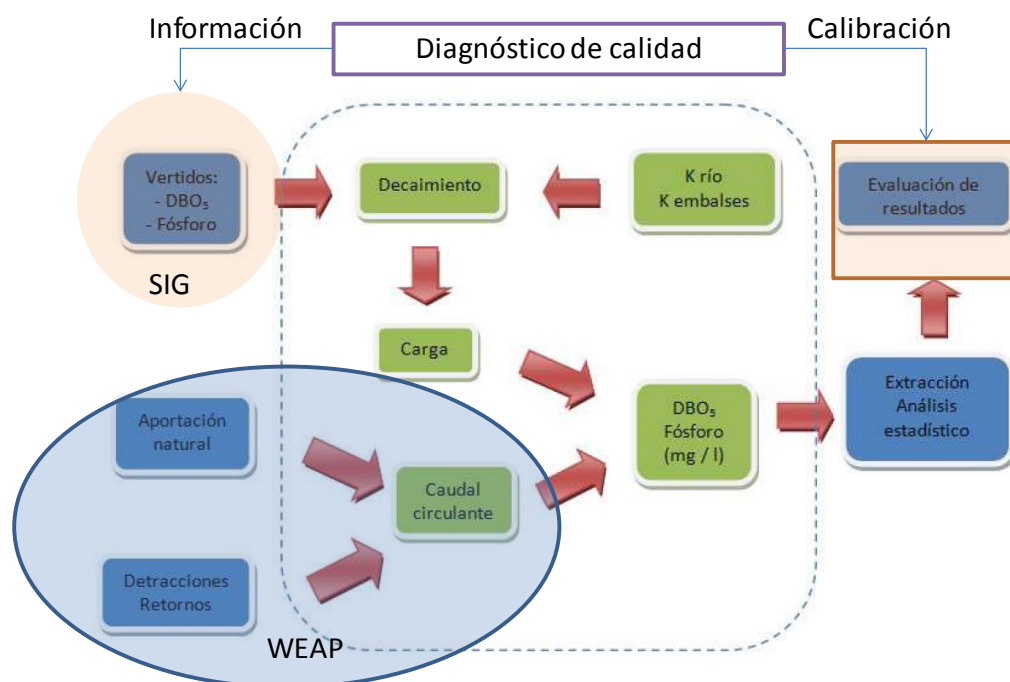 Información
Diagnóstico de calidad
Calibración
Vertidos:
- DBO₅
- Fósforo
SIG
Decaimiento
K río
K embalses
Evaluación de
resultados
Carga
Aportación
natural
Caudal
circulante
DBO₅
Fósforo
(mg / l)
Extracción
Análisis
estadístico
Detracciones
Retornos
WEAP